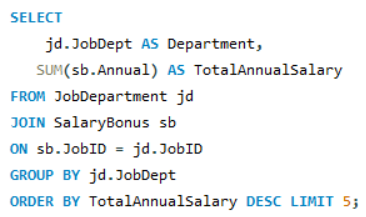 SELECT
jd.JobDept AS Department,
SUM(sb.Annual) AS TotalAnnualSalary
FROM JobDepartment jd
JOIN SalaryBonus sb
ON sb.JobID = jd.JobID
GROUP BY jd.JobDept
ORDER BY TotalAnnualSalary DESC LIMIT 5;